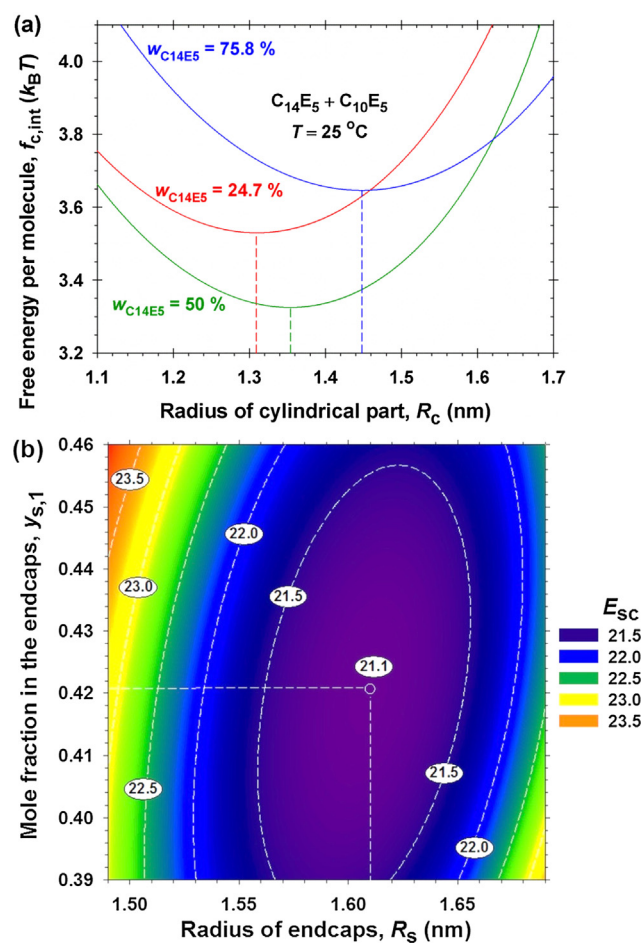 (a)
Free energy per molecule, f_c,int (k_BT)
4.0
3.8
3.6
3.4
3.2
w_C14E5 = 75.8 %
C₁₄E₅ + C₁₀E₅
T = 25 °C
w_C14E5 = 24.7 %
w_C14E5 = 50 %
1.1 1.2 1.3 1.4 1.5 1.6 1.7
Radius of cylindrical part, R_c (nm)
(b)
Mole fraction in the endcaps, y_s,1
0.46
0.45
0.44
0.43
0.42
0.41
0.40
0.39
23.5
22.0
23.0
21.5
21.1
21.5
22.5
22.0
E_SC
21.5
22.0
22.5
23.0
23.5
1.50 1.55 1.60 1.65
Radius of endcaps, R_s (nm)